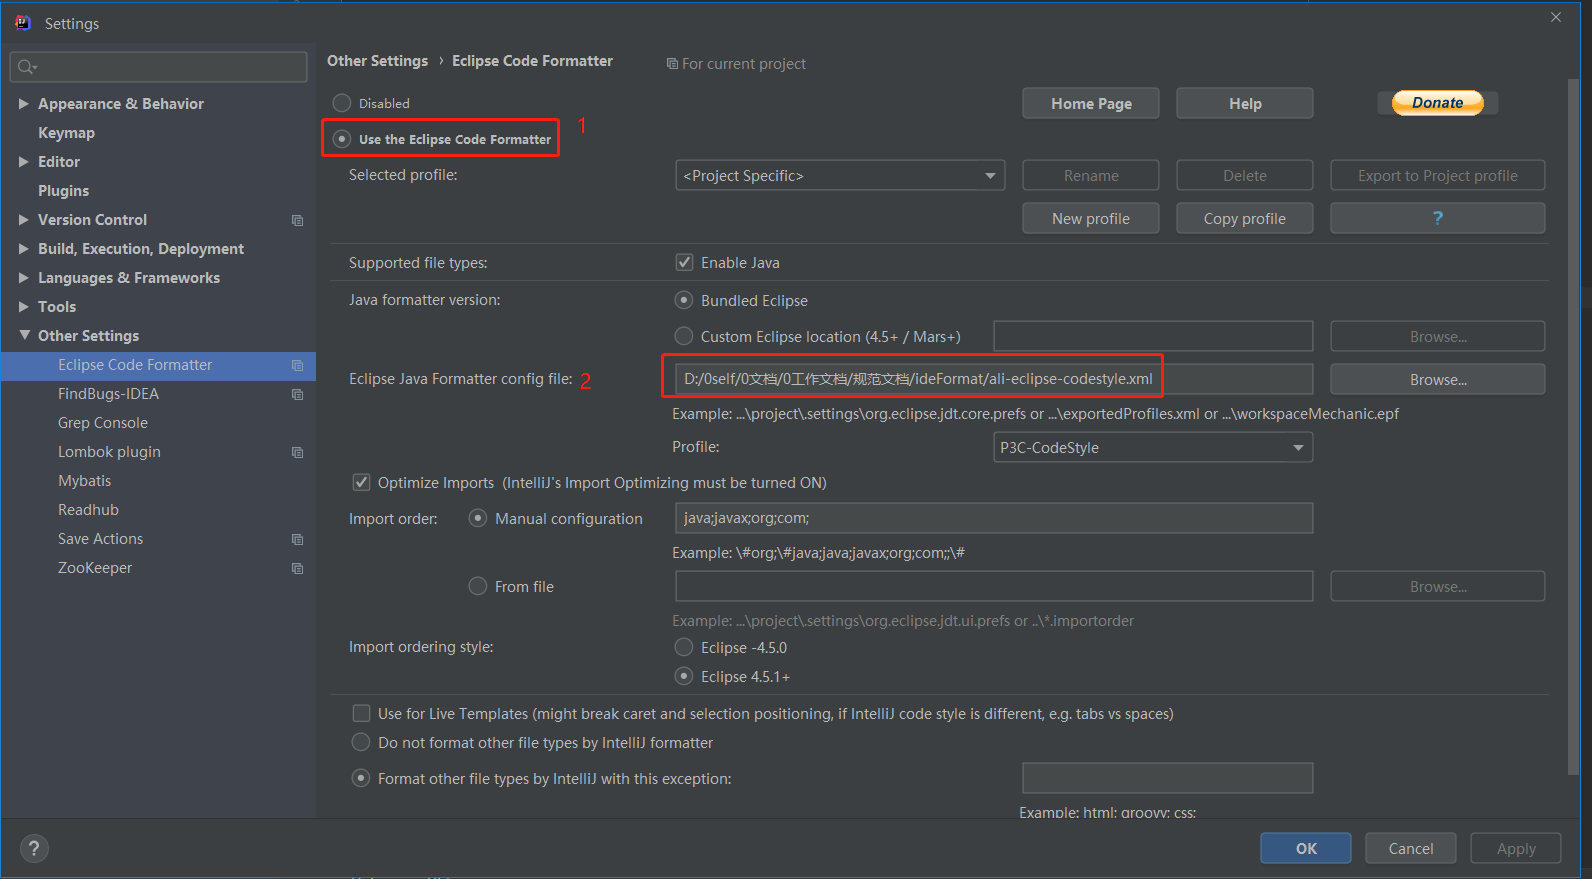 Settings
Other Settings › Eclipse Code Formatter For current project
Appearance & Behavior
Keymap
Editor
Plugins
Version Control
Build, Execution, Deployment
Languages & Frameworks
Tools
Other Settings
Eclipse Code Formatter
FindBugs-IDEA
Grep Console
Lombok plugin
Mybatis
Readhub
Save Actions
ZooKeeper
Disabled
Home Page Help Donate
Use the Eclipse Code Formatter 1
Selected profile: <Project Specific> Rename Delete Export to Project profile
New profile Copy profile ?
Supported file types: Enable Java
Java formatter version: Bundled Eclipse
Custom Eclipse location (4.5+ / Mars+) Browse...
Eclipse Java Formatter config file: 2 D:/0self/0文档/0工作文档/规范文档/ideFormat/ali-eclipse-codestyle.xml Browse...
Example: ...\project\.settings\org.eclipse.jdt.core.prefs or ...\exportedProfiles.xml or ...\workspaceMechanic.epf
Profile: P3C-CodeStyle
Optimize Imports (IntelliJ's Import Optimizing must be turned ON)
Import order: Manual configuration java;javax;org;com;
Example: \#org;\#java;java;javax;org;com;;\#
From file Browse...
Example: ...\project\.settings\org.eclipse.jdt.ui.prefs or ..\*.importorder
Import ordering style: Eclipse -4.5.0
Eclipse 4.5.1+
Use for Live Templates (might break caret and selection positioning, if IntelliJ code style is different, e.g. tabs vs spaces)
Do not format other file types by IntelliJ formatter
Format other file types by IntelliJ with this exception:
Example: html; groovy; css;
? OK Cancel Apply